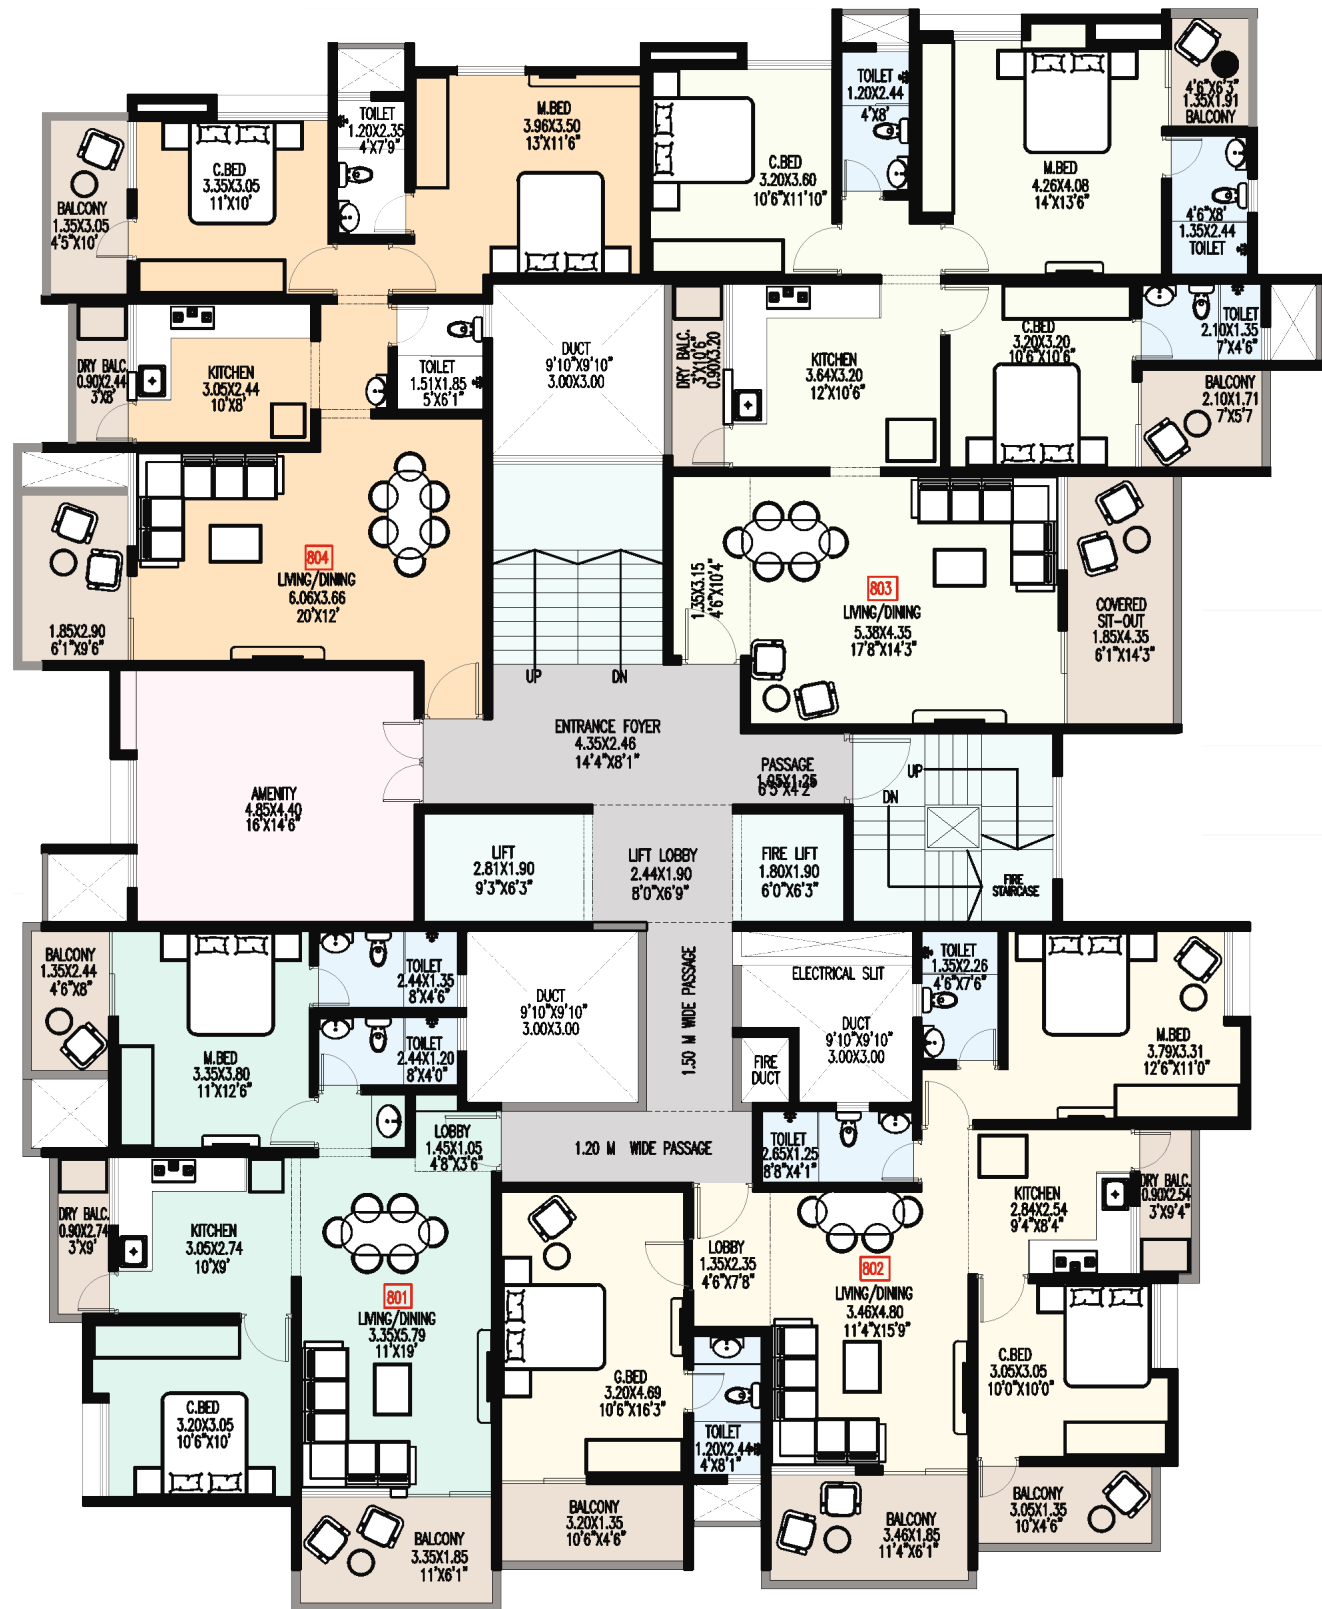 TOILET
1.20X2.35
4'X7'9"
M.BED
3.96X3.50
13'X11'6"
C.BED
3.35X3.05
11'X10'
BALCONY
1.35X3.05
4'5"X10'
TOILET
1.20X2.44
4'X8'
C.BED
3.20X3.60
10'6"X11'10"
M.BED
4.26X4.08
14'X13'6"
4'6"X6'3"
1.35X1.91
BALCONY
4'6"X8'
1.35X2.44
TOILET
DRY BALC.
0.90X2.44
3'X8'
KITCHEN
3.05X2.44
10'X8'
TOILET
1.51X1.85
5'X6'1"
DUCT
9'10"X9'10"
3.00X3.00
DRY BALC.
3'X10'6"
0.90X3.20
KITCHEN
3.64X3.20
12'X10'6"
C.BED
3.20X3.20
10'6"X10'6"
TOILET
2.10X1.35
7'X4'6"
BALCONY
2.10X1.71
7'X5'7
804
LIVING/DINING
6.06X3.66
20'X12'
1.85X2.90
6'1"X9'6"
1.35X3.15
4'6"X10'4"
803
LIVING/DINING
5.38X4.35
17'8"X14'3"
COVERED
SIT-OUT
1.85X4.35
6'1"X14'3"
UP
DN
ENTRANCE FOYER
4.35X2.46
14'4"X8'1"
PASSAGE
1.95X1.25
6'5"X4'2"
UP
DN
FIRE
STAIRCASE
AMENITY
4.85X4.40
16'X14'6"
LIFT
2.81X1.90
9'3"X6'3"
LIFT LOBBY
2.44X1.90
8'0"X6'9"
FIRE LIFT
1.80X1.90
6'0"X6'3"
BALCONY
1.35X2.44
4'6"X8"
M.BED
3.35X3.80
11'X12'6"
TOILET
2.44X1.35
8'X4'6"
TOILET
2.44X1.20
8'X4'0"
DUCT
9'10"X9'10"
3.00X3.00
1.50 M WIDE PASSAGE
ELECTRICAL SLIT
DUCT
9'10"X9'10"
3.00X3.00
FIRE
DUCT
TOILET
1.35X2.26
4'6"X7'6"
M.BED
3.79X3.31
12'6"X11'0"
LOBBY
1.45X1.05
4'8"X3'6"
1.20 M WIDE PASSAGE
TOILET
2.65X1.25
8'8"X4'1"
DRY BALC.
0.90X2.74
3'X9'
KITCHEN
3.05X2.74
10'X9'
KITCHEN
2.84X2.54
9'4"X8'4"
DRY BALC.
0.90X2.54
3'X9'4"
801
LIVING/DINING
3.35X5.79
11'X19'
LOBBY
1.35X2.35
4'6"X7'8"
802
LIVING/DINING
3.46X4.80
11'4"X15'9"
C.BED
3.20X3.05
10'6"X10'
G.BED
3.20X4.69
10'6"X16'3"
C.BED
3.05X3.05
10'0"X10'0"
TOILET
1.20X2.44
4'X8'1"
BALCONY
3.35X1.85
11'X6'1"
BALCONY
3.20X1.35
10'6"X4'6"
BALCONY
3.46X1.85
11'4"X6'1"
BALCONY
3.05X1.35
10'X4'6"